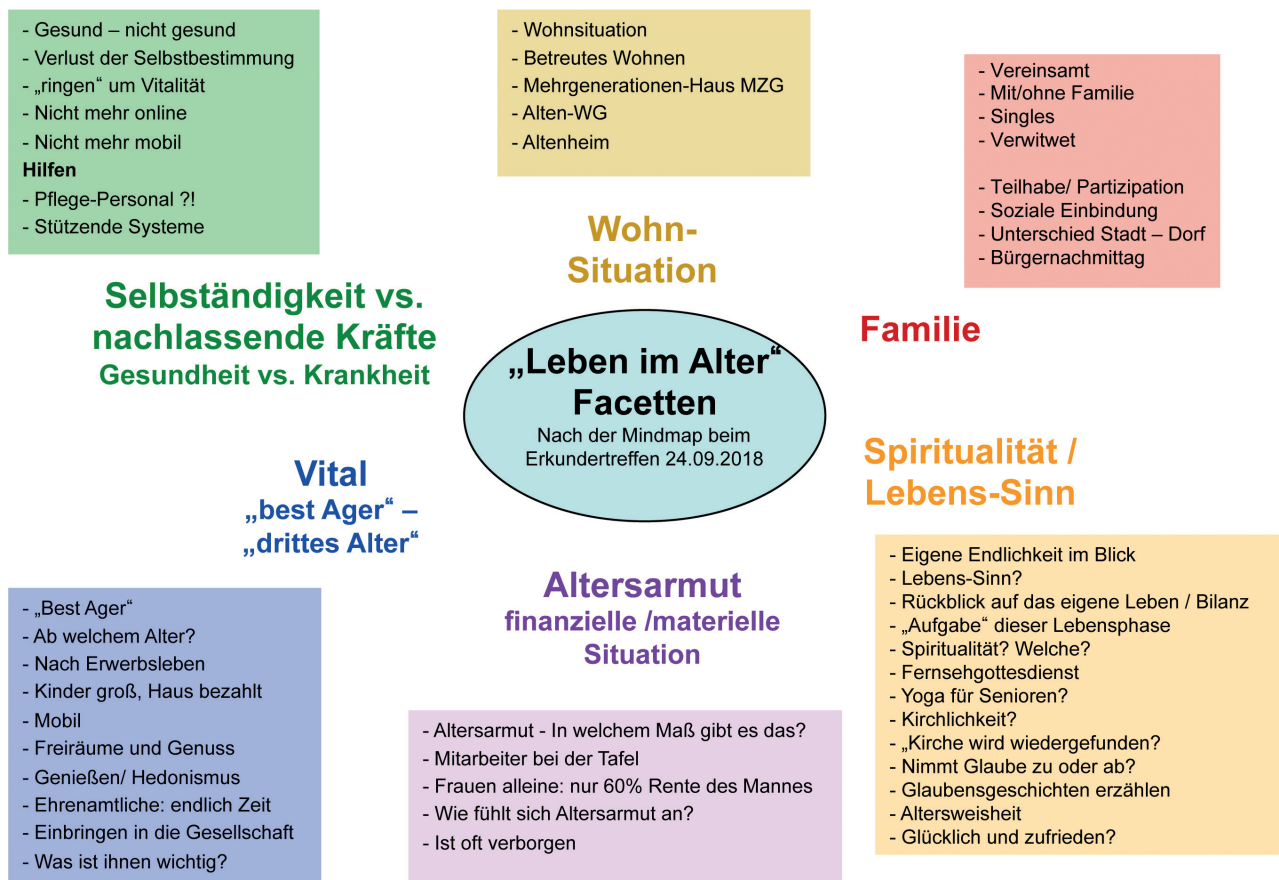 - Gesund – nicht gesund
- Verlust der Selbstbestimmung
- „ringen“ um Vitalität
- Nicht mehr online
- Nicht mehr mobil
Hilfen
- Pflege-Personal ?!
- Stützende Systeme
Selbständigkeit vs.
nachlassende Kräfte
Gesundheit vs. Krankheit
- Wohnsituation
- Betreutes Wohnen
- Mehrgenerationen-Haus MZG
- Alten-WG
- Altenheim
Wohn-
Situation
- Vereinsamt
- Mit/ohne Familie
- Singles
- Verwitwet
- Teilhabe/ Partizipation
- Soziale Einbindung
- Unterschied Stadt – Dorf
- Bürgernachmittag
Familie
„Leben im Alter“
Facetten
Nach der Mindmap beim
Erkundertreffen 24.09.2018
Vital
„best Ager“ –
„drittes Alter“
- „Best Ager“
- Ab welchem Alter?
- Nach Erwerbsleben
- Kinder groß, Haus bezahlt
- Mobil
- Freiräume und Genuss
- Genießen/ Hedonismus
- Ehrenamtliche: endlich Zeit
- Einbringen in die Gesellschaft
- Was ist ihnen wichtig?
Altersarmut
finanzielle /materielle
Situation
- Altersarmut - In welchem Maß gibt es das?
- Mitarbeiter bei der Tafel
- Frauen alleine: nur 60% Rente des Mannes
- Wie fühlt sich Altersarmut an?
- Ist oft verborgen
Spiritualität /
Lebens-Sinn
- Eigene Endlichkeit im Blick
- Lebens-Sinn?
- Rückblick auf das eigene Leben / Bilanz
- „Aufgabe“ dieser Lebensphase
- Spiritualität? Welche?
- Fernsehgottesdienst
- Yoga für Senioren?
- Kirchlichkeit?
- „Kirche wird wiedergefunden?
- Nimmt Glaube zu oder ab?
- Glaubensgeschichten erzählen
- Altersweisheit
- Glücklich und zufrieden?